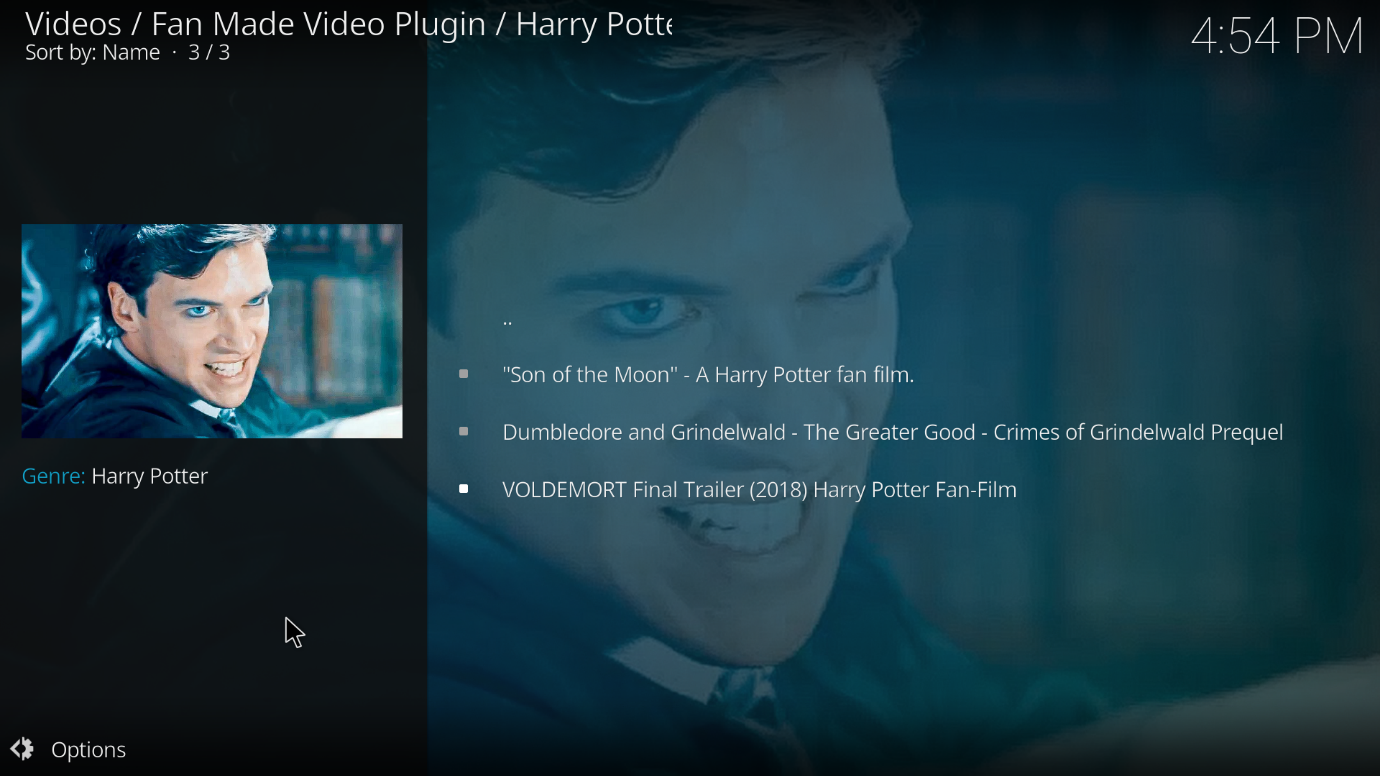 Videos / Fan Made Video Plugin / Harry Potte
4:54 PM
Sort by: Name · 3 / 3
..
"Son of the Moon" - A Harry Potter fan film.
Dumbledore and Grindelwald - The Greater Good - Crimes of Grindelwald Prequel
Genre: Harry Potter
VOLDEMORT Final Trailer (2018) Harry Potter Fan-Film
Options